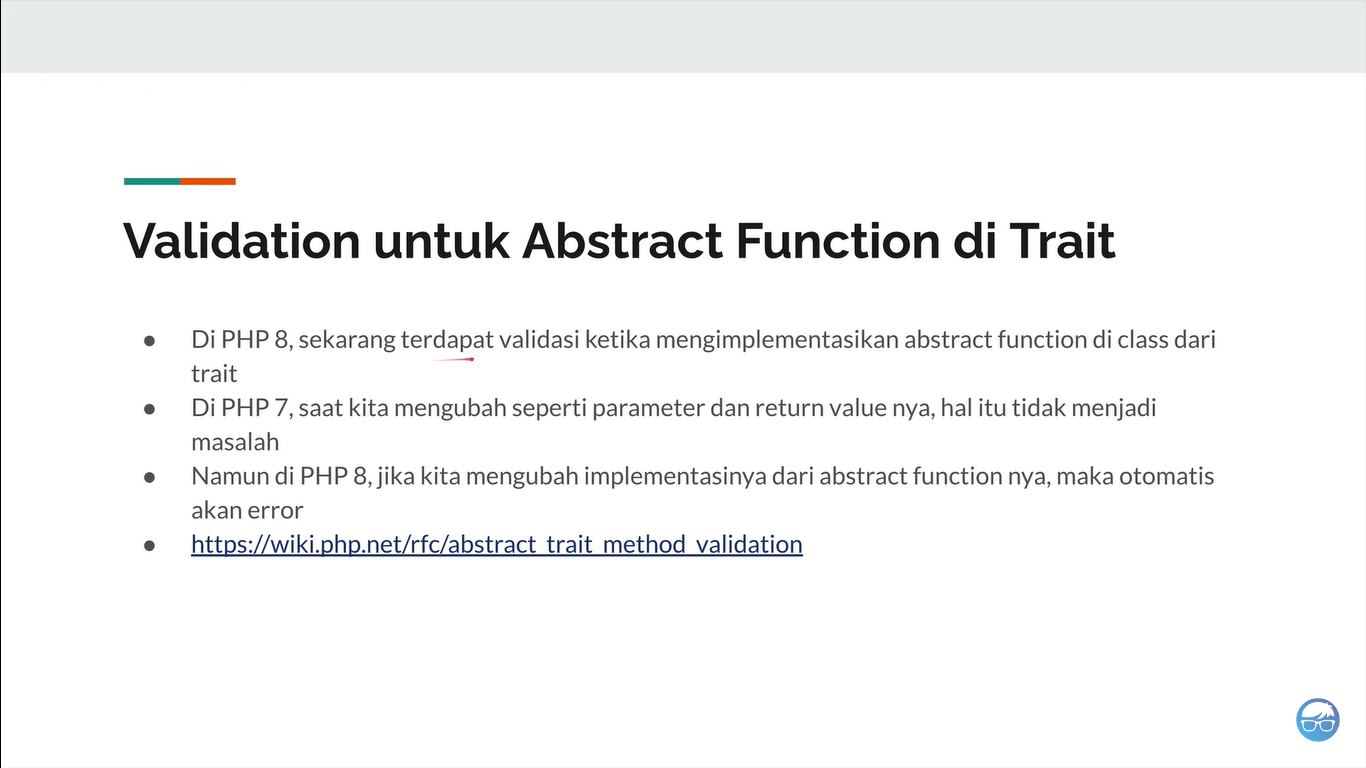 Validation untuk Abstract Function di Trait
● Di PHP 8, sekarang terdapat validasi ketika mengimplementasikan abstract function di class dari
trait
● Di PHP 7, saat kita mengubah seperti parameter dan return value nya, hal itu tidak menjadi
masalah
● Namun di PHP 8, jika kita mengubah implementasinya dari abstract function nya, maka otomatis
akan error
● https://wiki.php.net/rfc/abstract_trait_method_validation